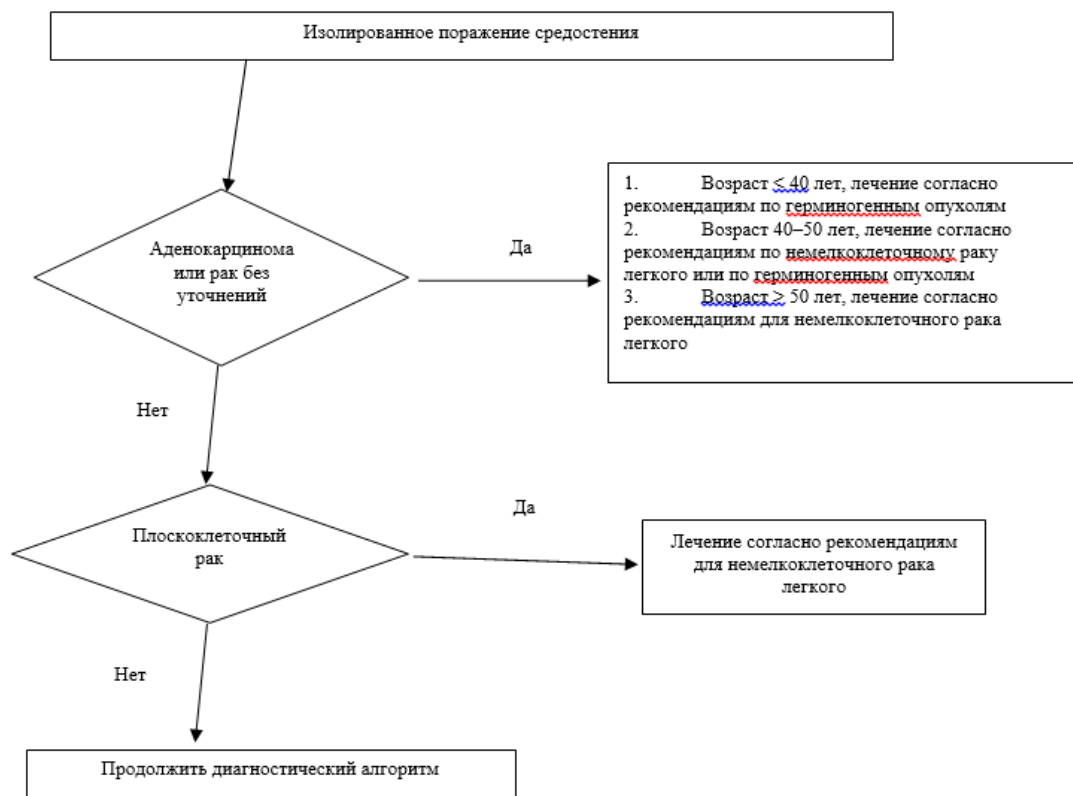 Изолированное поражение средостения
Аденокарцинома
или рак без
уточнений
Да
1. Возраст ≤ 40 лет, лечение согласно
рекомендациям по герминогенным опухолям
2. Возраст 40–50 лет, лечение согласно
рекомендациям по немелкоклеточному раку
легкого или по герминогенным опухолям
3. Возраст ≥ 50 лет, лечение согласно
рекомендациям для немелкоклеточного рака
легкого
Нет
Плоскоклеточный
рак
Да
Лечение согласно рекомендациям
для немелкоклеточного рака
легкого
Нет
Продолжить диагностический алгоритм